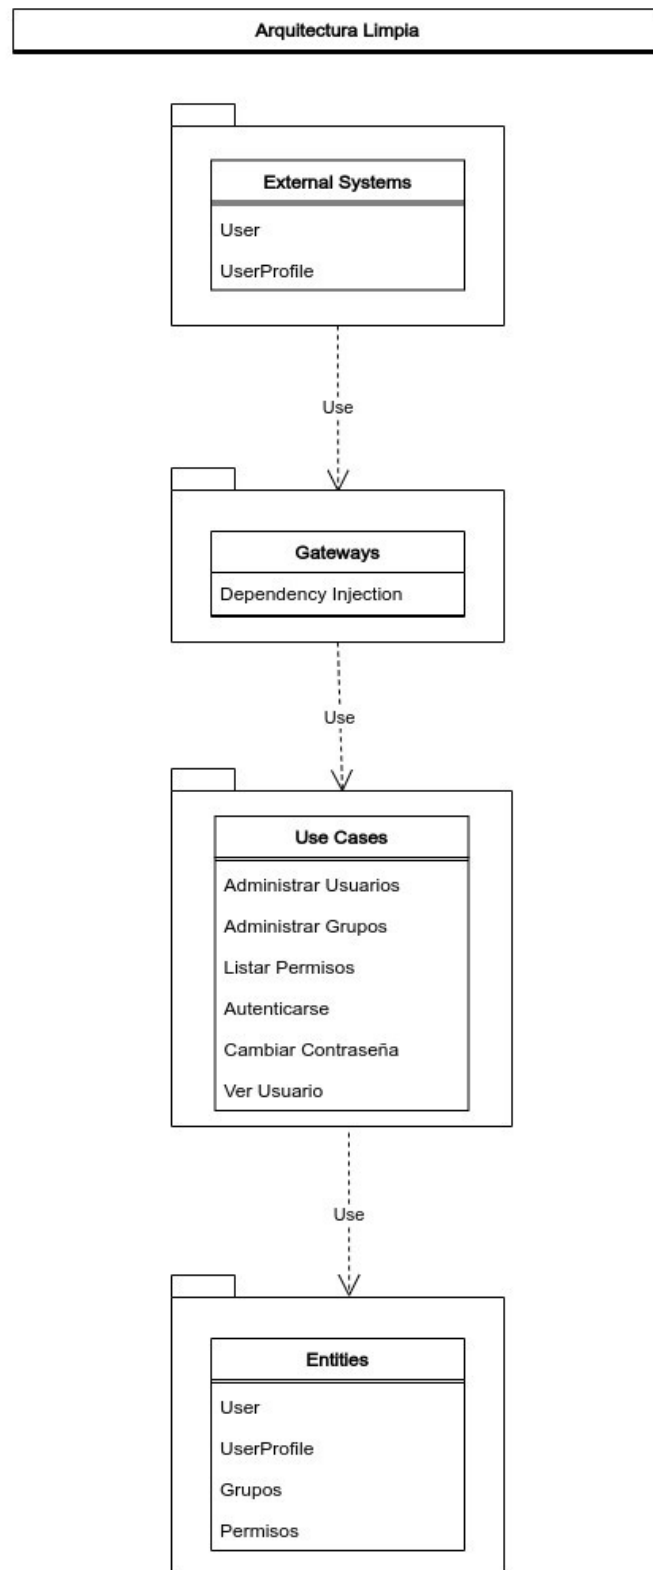 Arquitectura Limpia
External Systems
User
UserProfile
Use
Gateways
Dependency Injection
Use
Use Cases
Administrar Usuarios
Administrar Grupos
Listar Permisos
Autenticarse
Cambiar Contraseña
Ver Usuario
Use
Entities
User
UserProfile
Grupos
Permisos